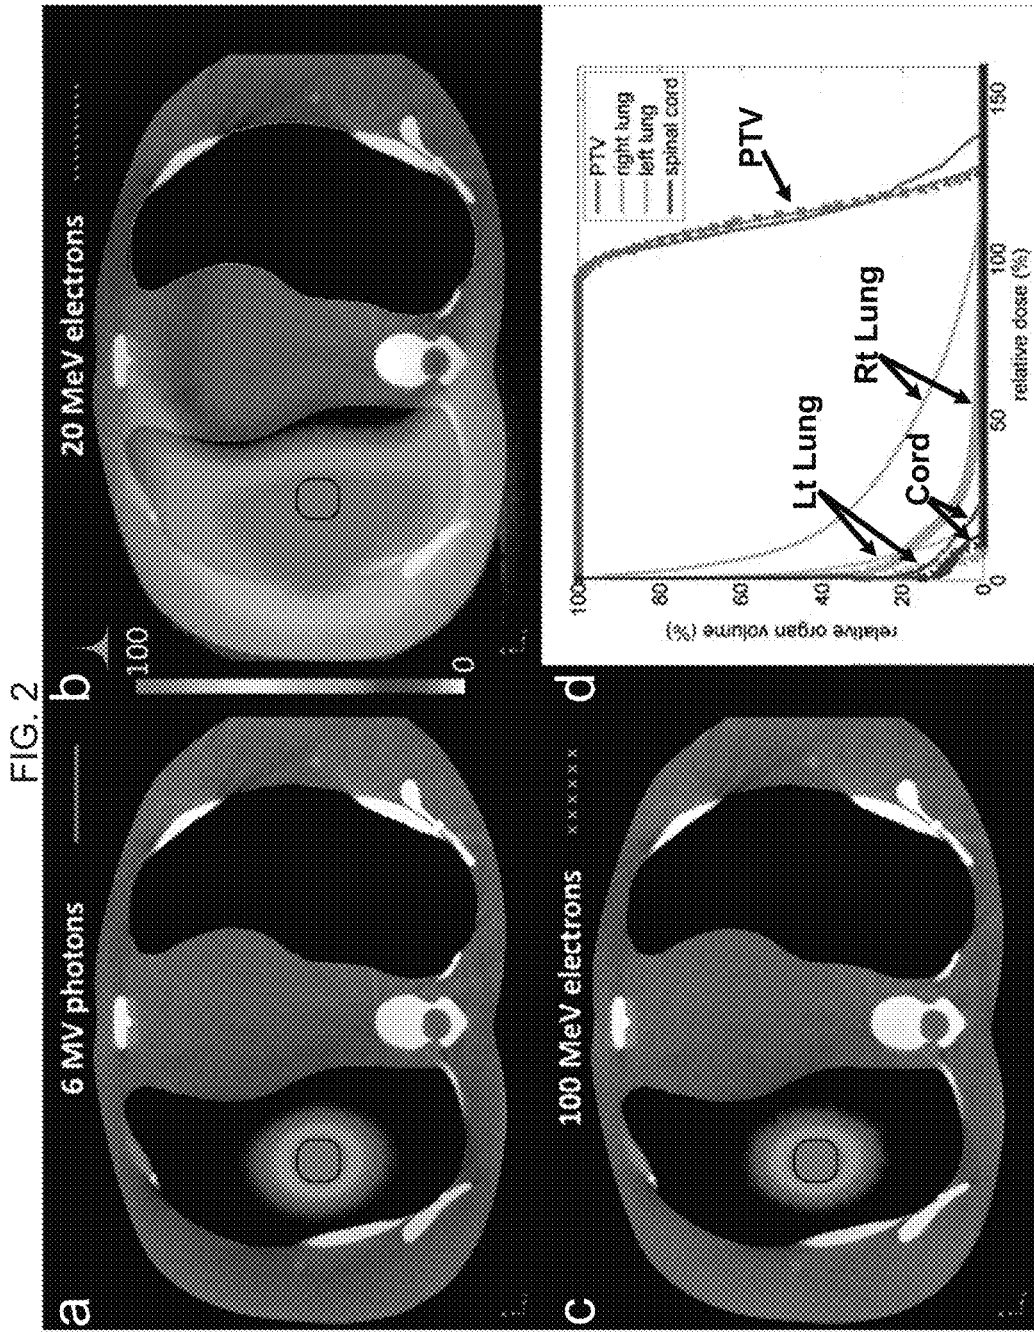 FIG. 2
a
6 MV photons
b
20 MeV electrons
100
0
c
100 MeV electrons
x x x x x
d
PTV
right lung
left lung
spinal cord
PTV
Rt Lung
Lt Lung
Cord
100
80
60
40
20
0
relative organ volume (%)
0
50
100
150
relative dose (%)